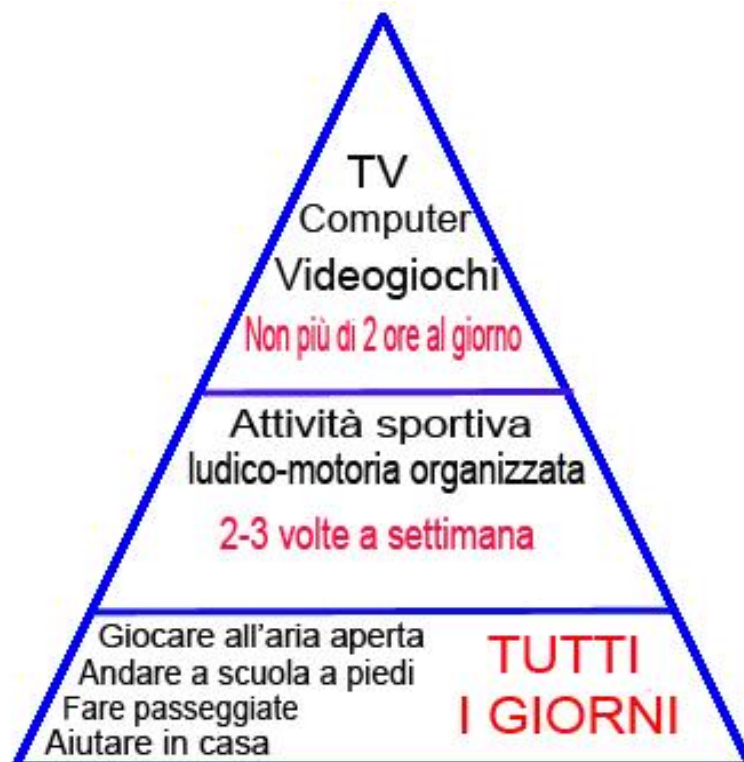 TV
Computer
Videogiochi
Non più di 2 ore al giorno
Attività sportiva
ludico-motoria organizzata
2-3 volte a settimana
Giocare all'aria aperta
Andare a scuola a piedi
Fare passeggiate
Aiutare in casa
TUTTI
I GIORNI